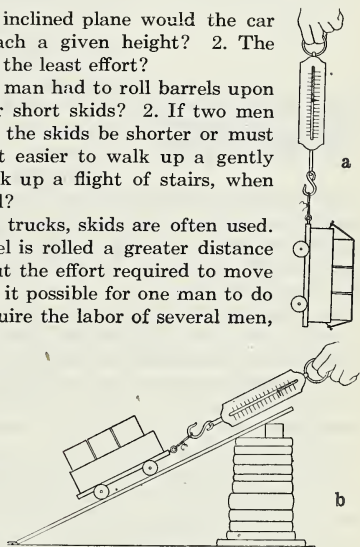 inclined plane would the car
ach a given height? 2. The
the least effort?
man had to roll barrels upon
short skids? 2. If two men
the skids be shorter or must
easier to walk up a gently
k up a flight of stairs, when
trucks, skids are often used.
el is rolled a greater distance
the effort required to move
it possible for one man to do
uire the labor of several men,
a
b